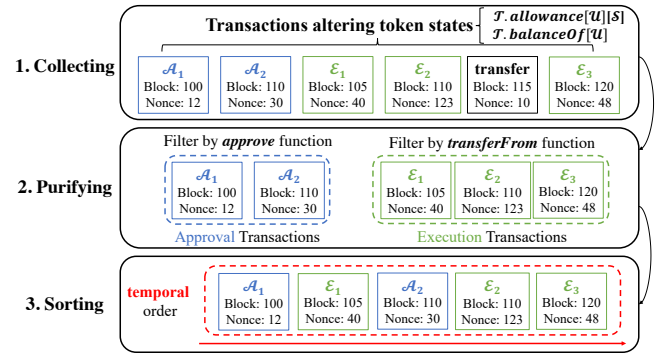 Transactions altering token states
𝒯.allowance[𝒰][𝒮]
𝒯.balanceOf[𝒰]
1. Collecting
𝒜₁
Block: 100
Nonce: 12
𝒜₂
Block: 110
Nonce: 30
ℰ₁
Block: 105
Nonce: 40
ℰ₂
Block: 110
Nonce: 123
transfer
Block: 115
Nonce: 10
ℰ₃
Block: 120
Nonce: 48
2. Purifying
Filter by approve function
𝒜₁
Block: 100
Nonce: 12
𝒜₂
Block: 110
Nonce: 30
Approval Transactions
Filter by transferFrom function
ℰ₁
Block: 105
Nonce: 40
ℰ₂
Block: 110
Nonce: 123
ℰ₃
Block: 120
Nonce: 48
Execution Transactions
3. Sorting
temporal
order
𝒜₁
Block: 100
Nonce: 12
ℰ₁
Block: 105
Nonce: 40
𝒜₂
Block: 110
Nonce: 30
ℰ₂
Block: 110
Nonce: 123
ℰ₃
Block: 120
Nonce: 48